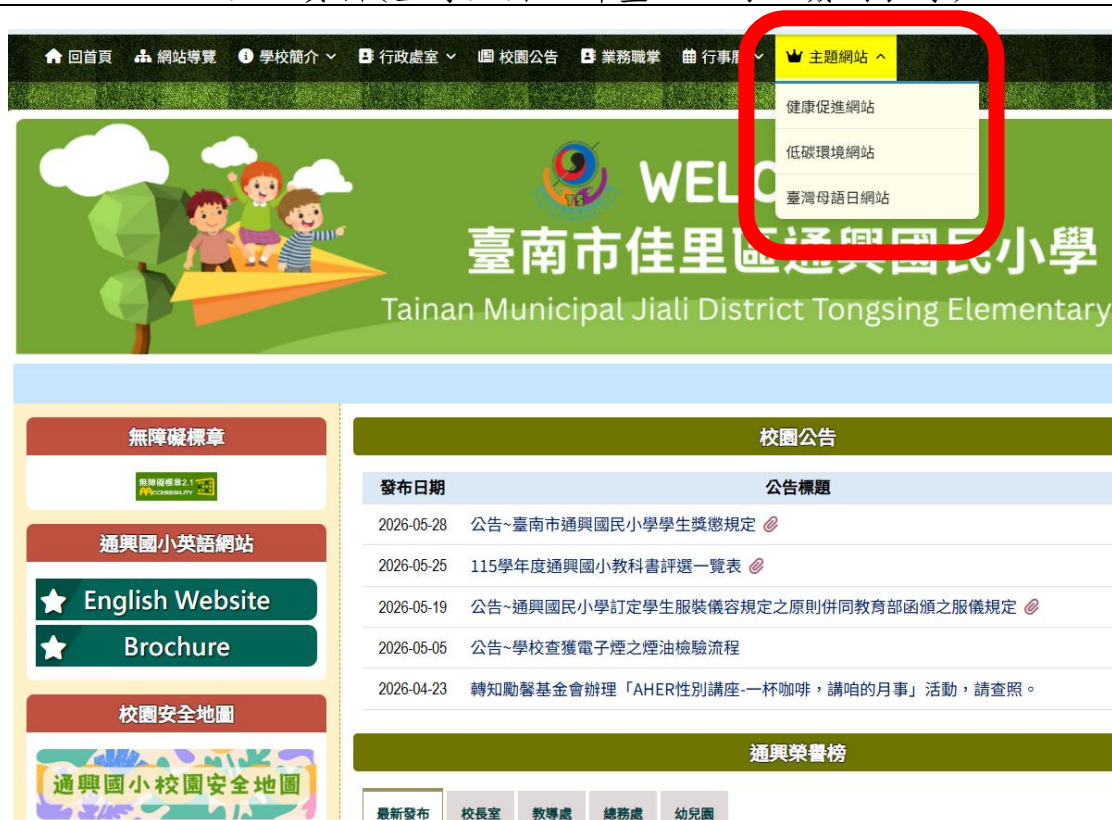 回首頁 網站導覽 學校簡介 行政處室 校園公告 業務職掌 行事 主題網站
健康促進網站
低碳環境網站
臺灣母語日網站
WELC
臺南市佳里區通興國民小學
Tainan Municipal Jiali District Tongsing Elementary
無障礙標章
無障礙標章2.1
ACCESSIBILITY
通興國小英語網站
English Website
Brochure
校園安全地圖
通興國小校園安全地圖
校園公告
發布日期 公告標題
2026-05-28 公告~臺南市通興國民小學學生獎懲規定
2026-05-25 115學年度通興國小教科書評選一覽表
2026-05-19 公告~通興國民小學訂定學生服裝儀容規定之原則併同教育部函頒之服儀規定
2026-05-05 公告~學校查獲電子煙之煙油檢驗流程
2026-04-23 轉知勵馨基金會辦理「AHER性別講座-一杯咖啡，講咱的月事」活動，請查照。
通興榮譽榜
最新發布 校長室 教導處 總務處 幼兒園